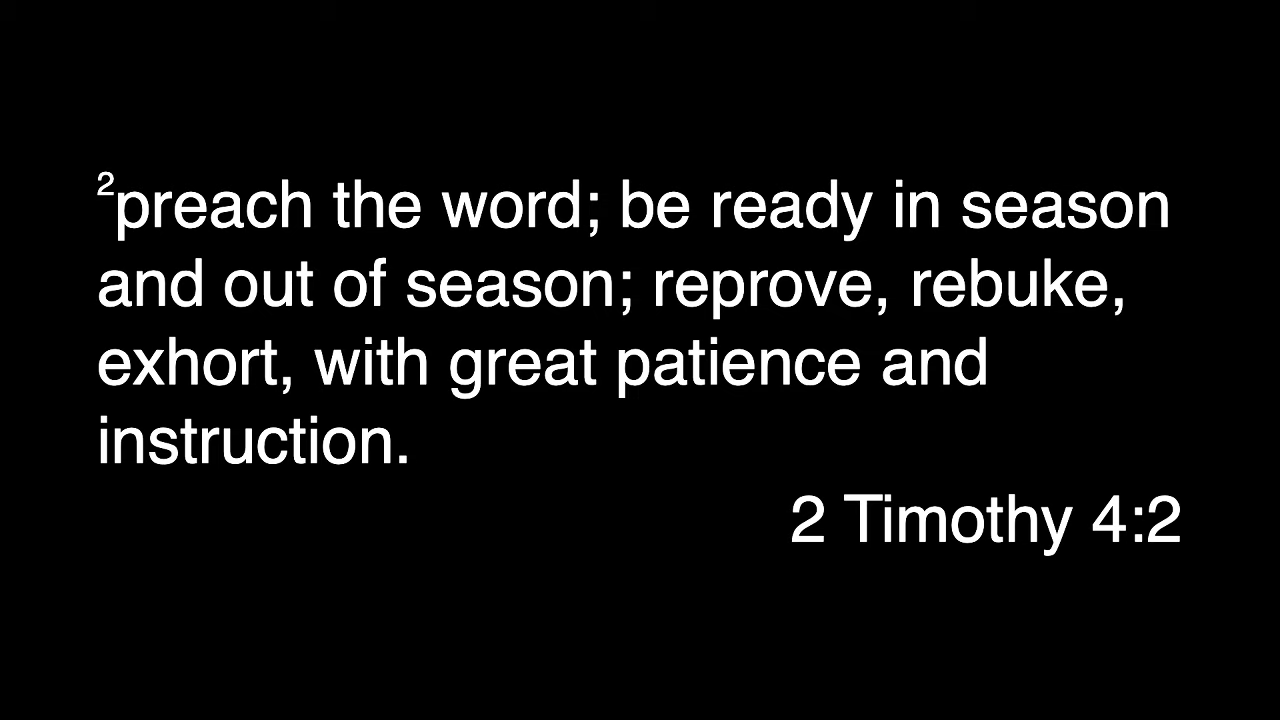 ²preach the word; be ready in season
and out of season; reprove, rebuke,
exhort, with great patience and
instruction.
2 Timothy 4:2